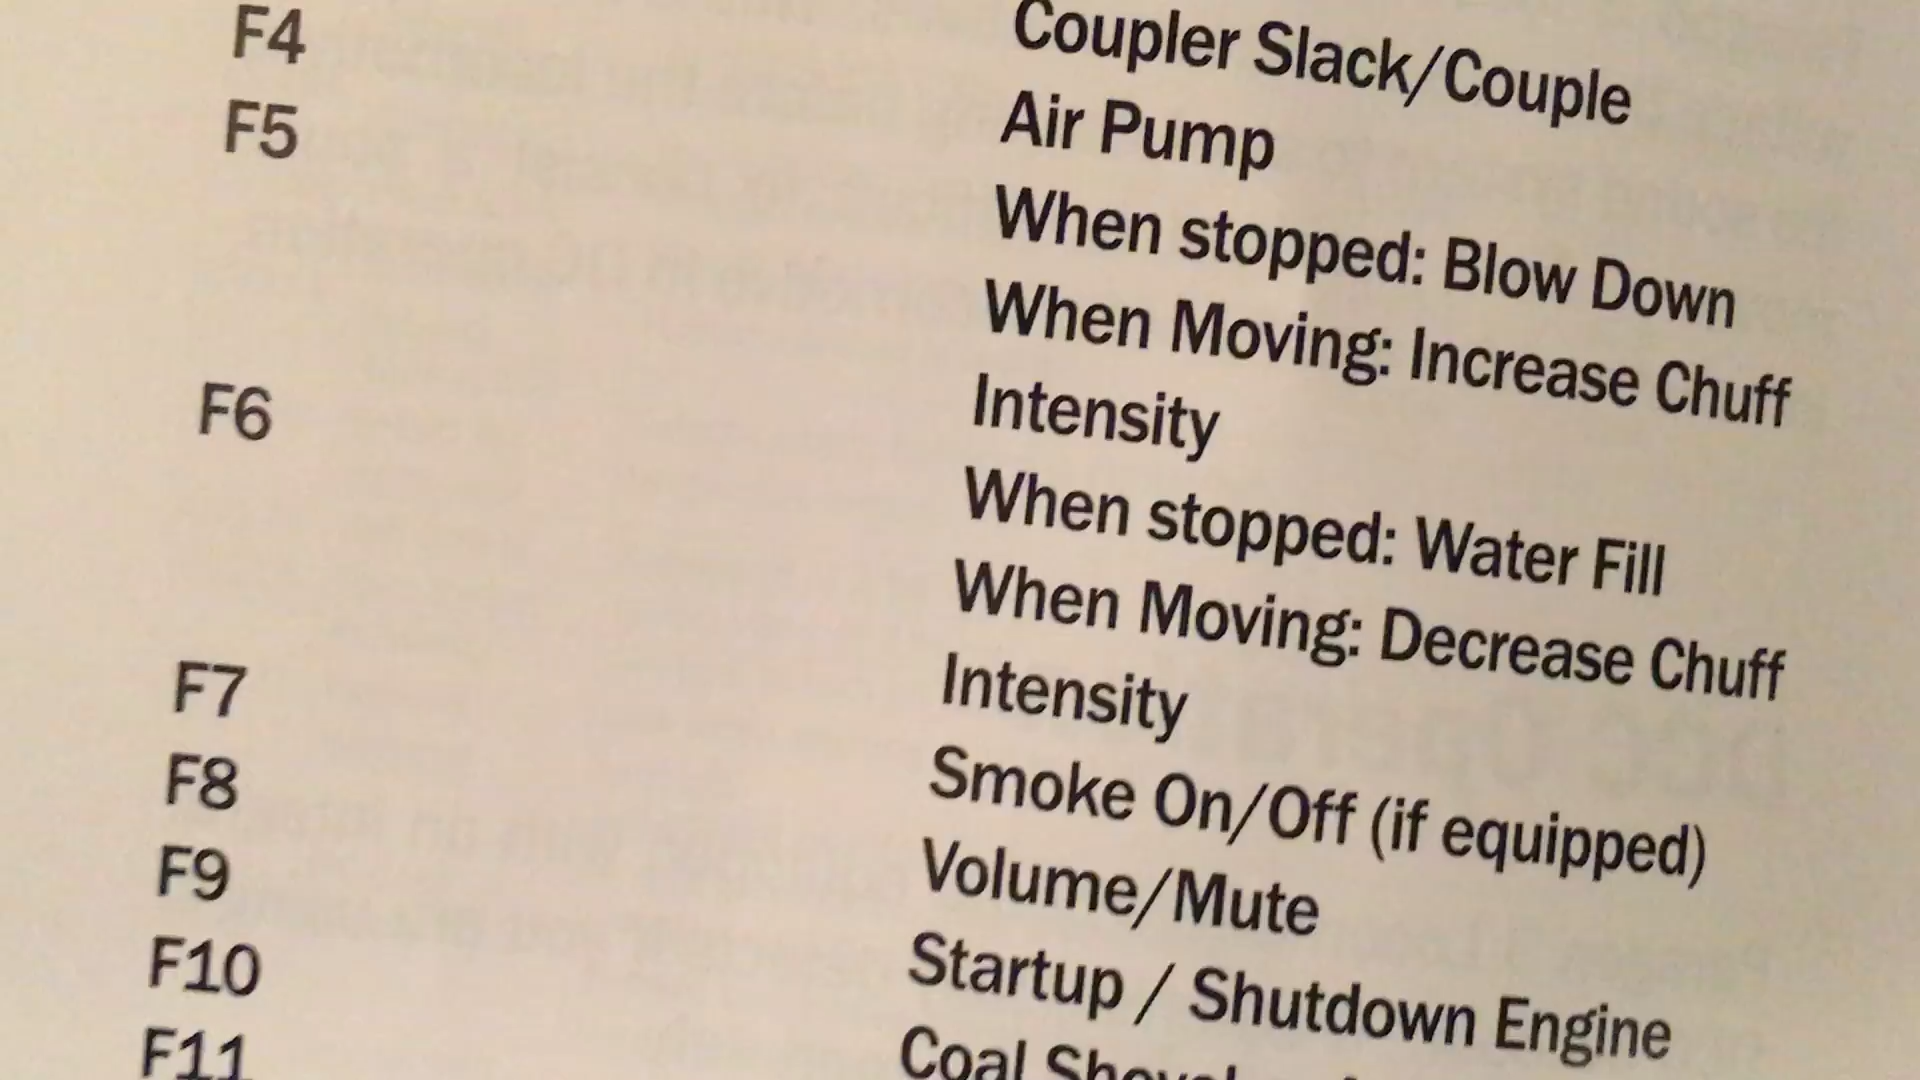 Coupler Slack/Couple
F4 Air Pump
F5 When stopped: Blow Down
When Moving: Increase Chuff
Intensity
F6 When stopped: Water Fill
When Moving: Decrease Chuff
Intensity
F7 Smoke On/Off (if equipped)
F8 Volume/Mute
F9 Startup / Shutdown Engine
F10 Coal
F11